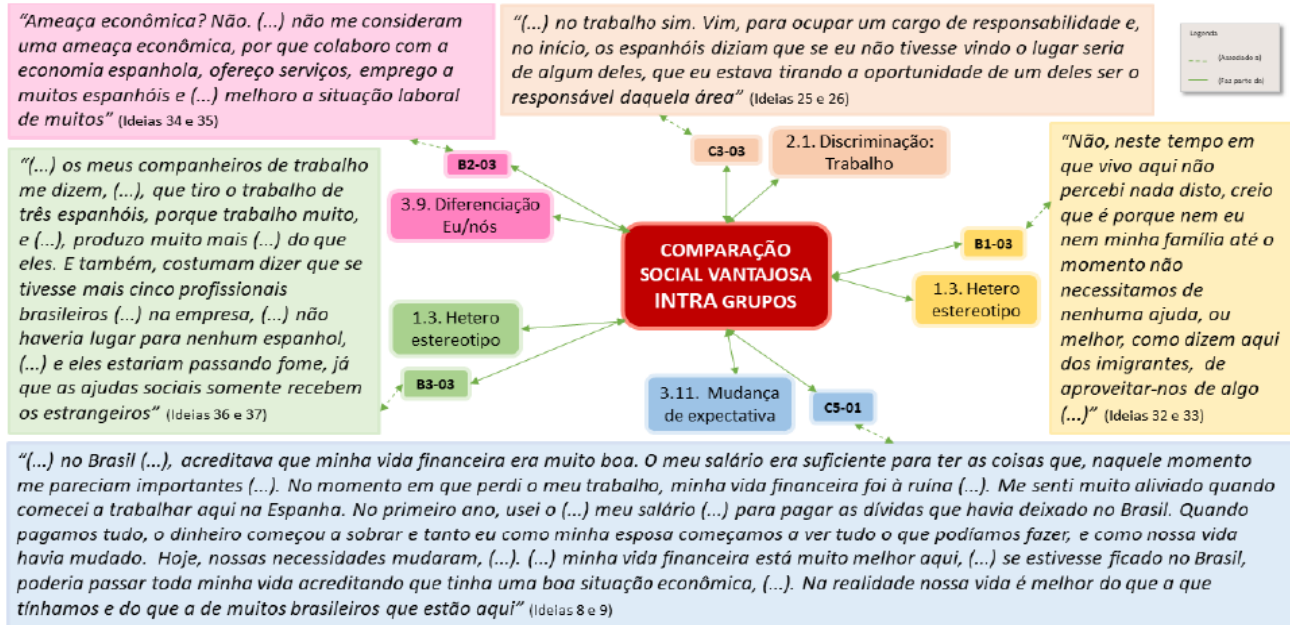 “Ameaça econômica? Não. (...) não me consideram
uma ameaça econômica, por que colaboro com a
economia espanhola, ofereço serviços, emprego a
muitos espanhóis e (...) melhoro a situação laboral
de muitos” (Ideias 34 e 35)
“(...) no trabalho sim. Vim, para ocupar um cargo de responsabilidade e,
no início, os espanhóis diziam que se eu não tivesse vindo o lugar seria
de algum deles, que eu estava tirando a oportunidade de um deles ser o
responsável daquela área” (Ideias 25 e 26)
Legenda
(Associado a)
(Faz parte de)
B2-03
3.9. Diferenciação
Eu/nós
C3-03
2.1. Discriminação:
Trabalho
“(...) os meus companheiros de trabalho
me dizem, (...), que tiro o trabalho de
três espanhóis, porque trabalho muito,
e (...), produzo muito mais (...) do que
eles. E também, costumam dizer que se
tivesse mais cinco profissionais
brasileiros (...) na empresa, (...) não
haveria lugar para nenhum espanhol,
(...) e eles estariam passando fome, já
que as ajudas sociais somente recebem
os estrangeiros” (Ideias 36 e 37)
1.3. Hetero
estereotipo
B3-03
COMPARAÇÃO
SOCIAL VANTAJOSA
INTRA GRUPOS
B1-03
1.3. Hetero
estereotipo
“Não, neste tempo em
que vivo aqui não
percebi nada disto, creio
que é porque nem eu
nem minha família até o
momento não
necessitamos de
nenhuma ajuda, ou
melhor, como dizem aqui
dos imigrantes, de
aproveitar-nos de algo
(...)” (Ideias 32 e 33)
3.11. Mudança
de expectativa
C5-01
“(...) no Brasil (...), acreditava que minha vida financeira era muito boa. O meu salário era suficiente para ter as coisas que, naquele momento
me pareciam importantes (...). No momento em que perdi o meu trabalho, minha vida financeira foi à ruína (...). Me senti muito aliviado quando
comecei a trabalhar aqui na Espanha. No primeiro ano, usei o (...) meu salário (...) para pagar as dívidas que havia deixado no Brasil. Quando
pagamos tudo, o dinheiro começou a sobrar e tanto eu como minha esposa começamos a ver tudo o que podíamos fazer, e como nossa vida
havia mudado. Hoje, nossas necessidades mudaram, (...). (...) minha vida financeira está muito melhor aqui, (...) se estivesse ficado no Brasil,
poderia passar toda minha vida acreditando que tinha uma boa situação econômica, (...). Na realidade nossa vida é melhor do que a que
tínhamos e do que a de muitos brasileiros que estão aqui” (Ideias 8 e 9)